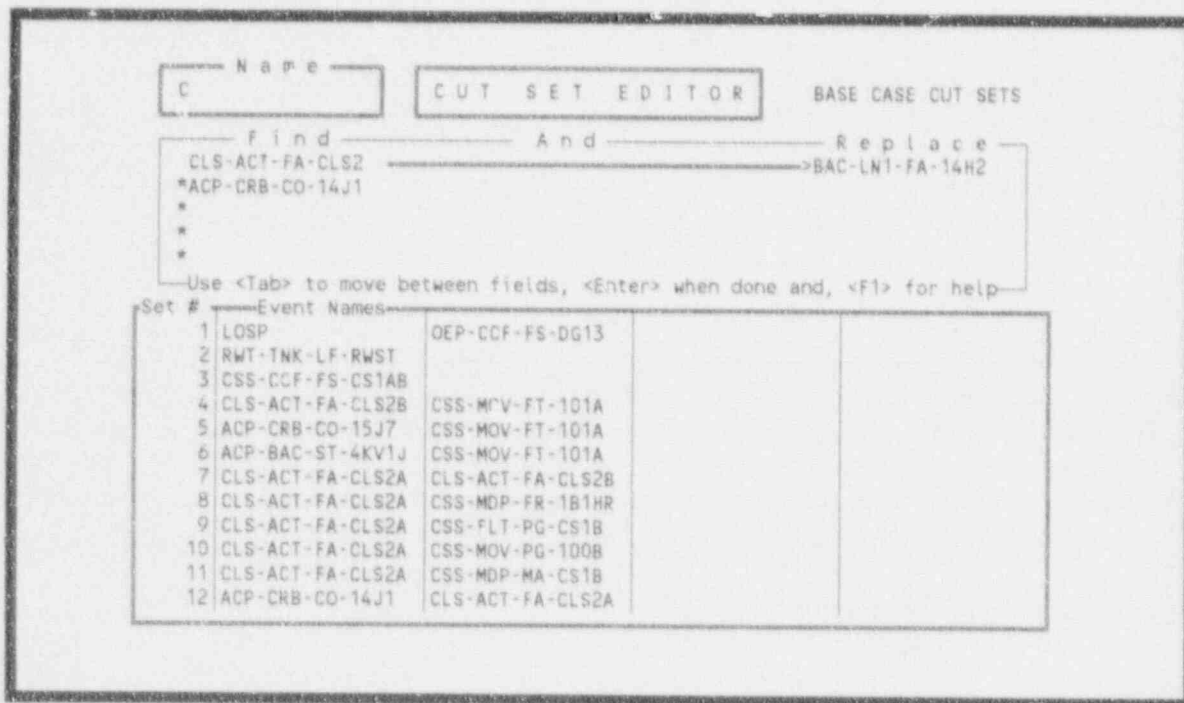 Name
C
CUT SET EDITOR
BASE CASE CUT SETS
Find And Replace
CLS-ACT-FA-CLS2 >BAC-LN1-FA-14H2
*ACP-CRB-CO-14J1
*
*
*
Use <Tab> to move between fields, <Enter> when done and, <F1> for help
Set # Event Names
1 LOSP OEP-CCF-FS-DG13
2 RWT-TNK-LF-RWST
3 CSS-CCF-FS-CS1AB
4 CLS-ACT-FA-CLS2B CSS-MOV-FT-101A
5 ACP-CRB-CO-15J7 CSS-MOV-FT-101A
6 ACP-BAC-ST-4KV1J CSS-MOV-FT-101A
7 CLS-ACT-FA-CLS2A CLS-ACT-FA-CLS2B
8 CLS-ACT-FA-CLS2A CSS-MDP-FR-1B1HR
9 CLS-ACT-FA-CLS2A CSS-FLT-PG-CS1B
10 CLS-ACT-FA-CLS2A CSS-MOV-PG-100B
11 CLS-ACT-FA-CLS2A CSS-MDP-MA-CS1B
12 ACP-CRB-CO-14J1 CLS-ACT-FA-CLS2A